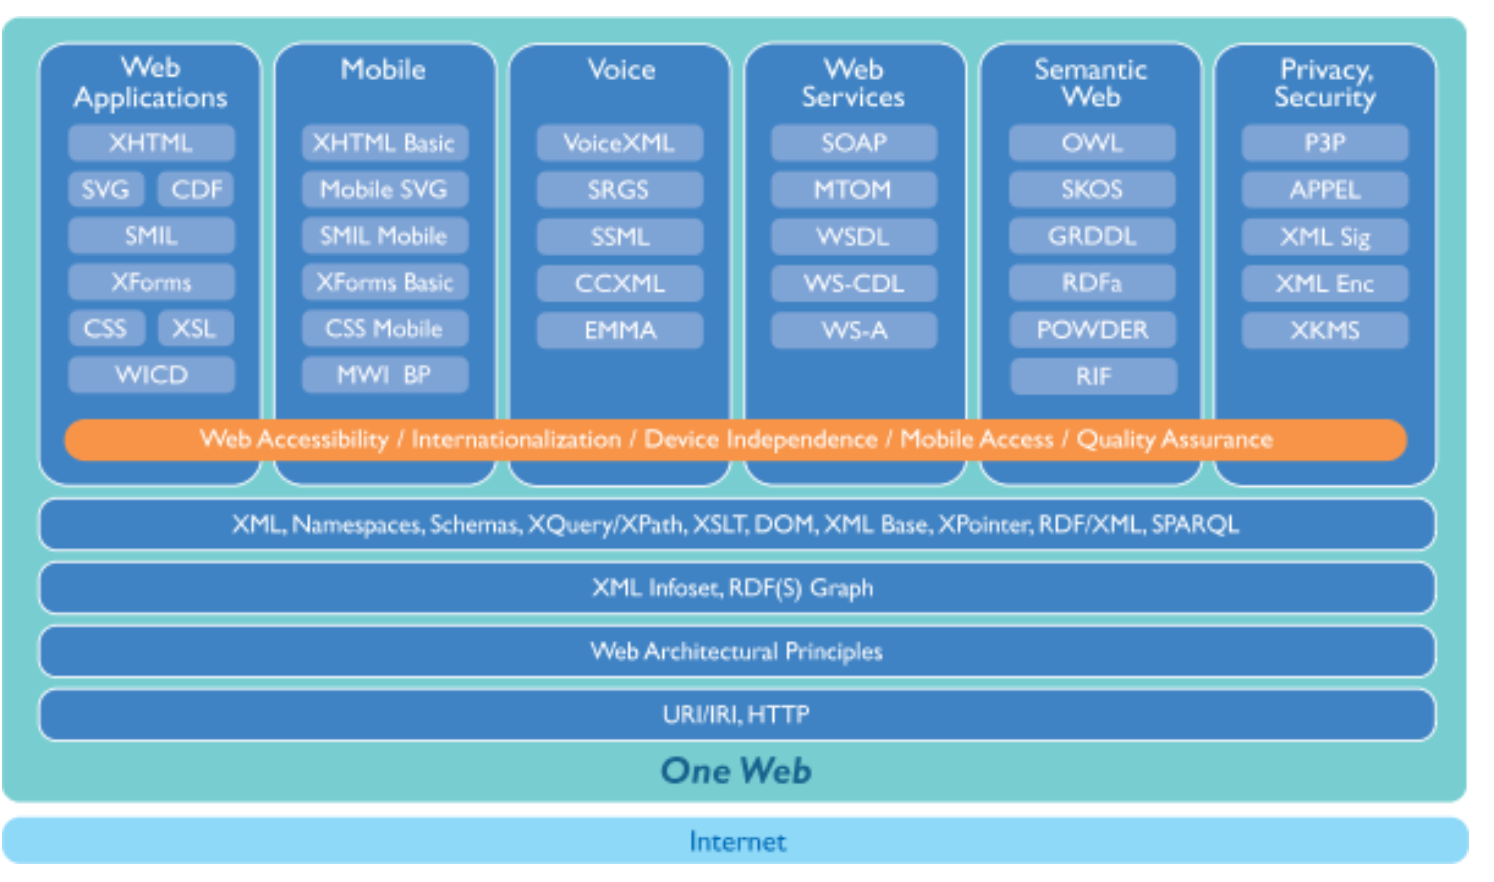 Web
Applications
XHTML
SVG CDF
SMIL
XForms
CSS XSL
WICD
Mobile
XHTML Basic
Mobile SVG
SMIL Mobile
XForms Basic
CSS Mobile
MWI BP
Voice
VoiceXML
SRGS
SSML
CCXML
EMMA
Web
Services
SOAP
MTOM
WSDL
WS-CDL
WS-A
Semantic
Web
OWL
SKOS
GRDDL
RDFa
POWDER
RIF
Privacy,
Security
P3P
APPEL
XML Sig
XML Enc
XKMS
Web Accessibility / Internationalization / Device Independence / Mobile Access / Quality Assurance
XML, Namespaces, Schemas, XQuery/XPath, XSLT, DOM, XML Base, XPointer, RDF/XML, SPARQL
XML Infoset, RDF(S) Graph
Web Architectural Principles
URI/IRI, HTTP
One Web
Internet